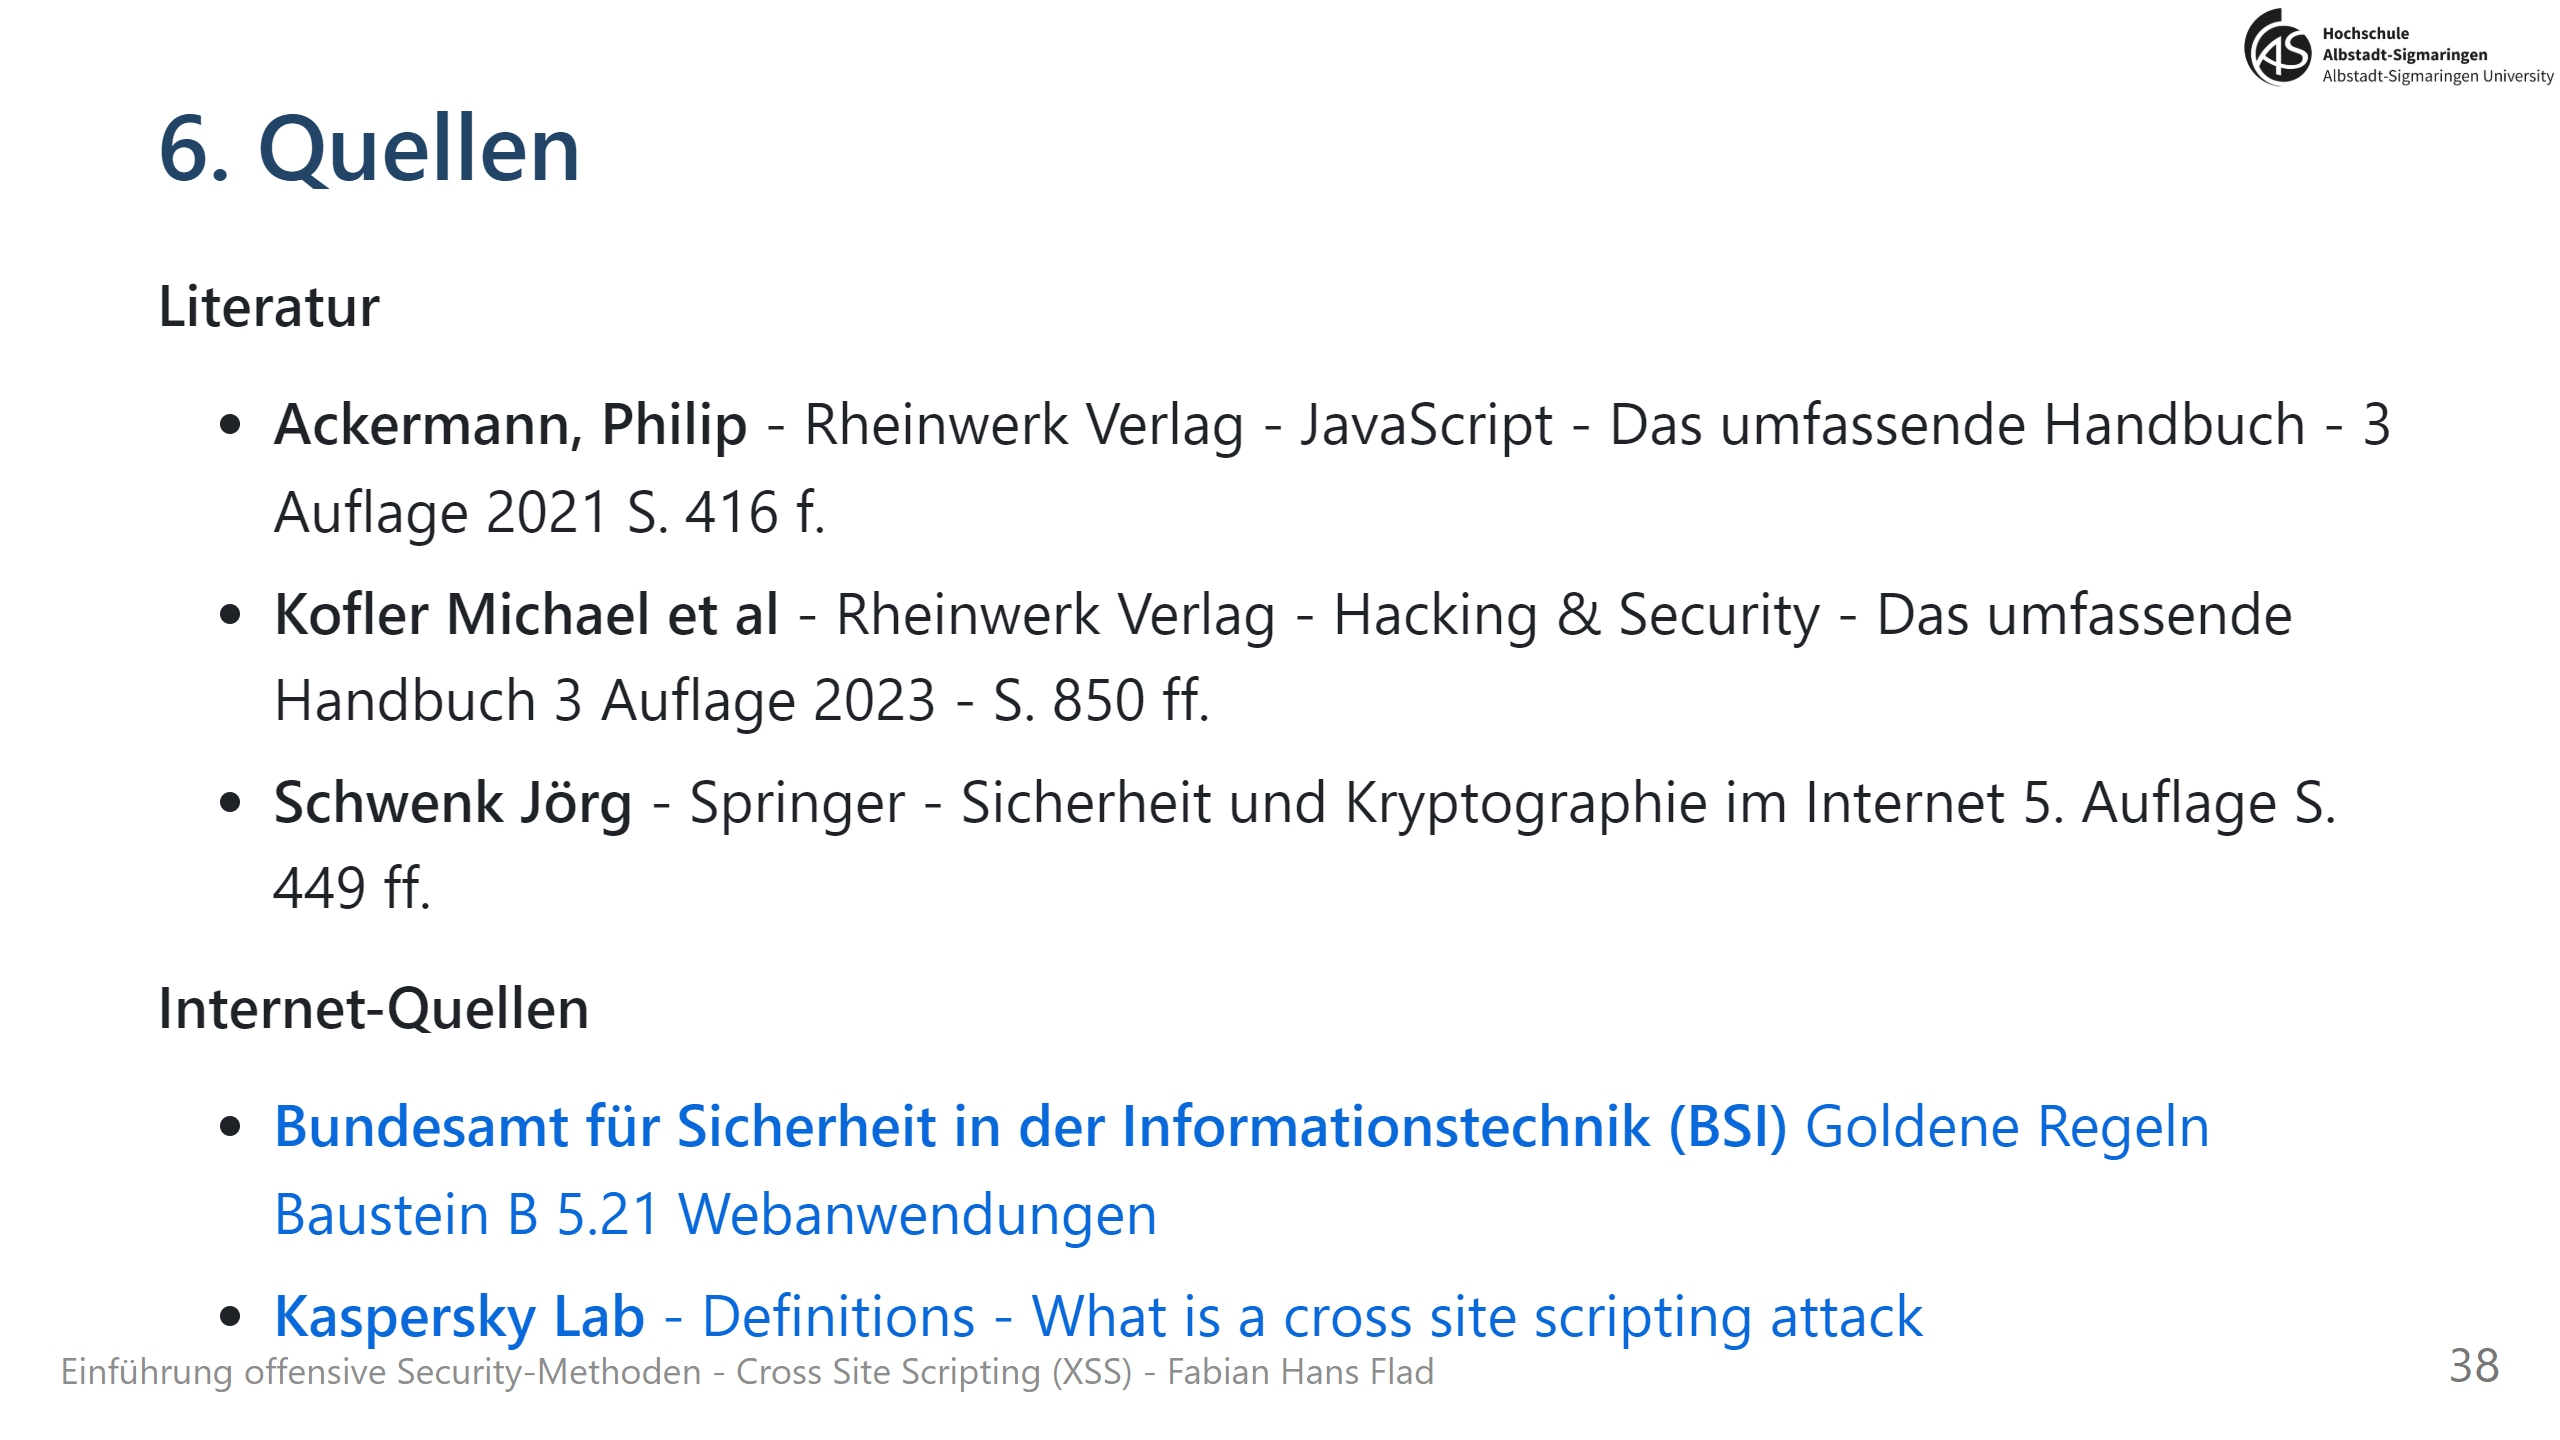 Hochschule
Albstadt-Sigmaringen
Albstadt-Sigmaringen University
6. Quellen
Literatur
• Ackermann, Philip - Rheinwerk Verlag - JavaScript - Das umfassende Handbuch - 3
Auflage 2021 S. 416 f.
• Kofler Michael et al - Rheinwerk Verlag - Hacking & Security - Das umfassende
Handbuch 3 Auflage 2023 - S. 850 ff.
• Schwenk Jörg - Springer - Sicherheit und Kryptographie im Internet 5. Auflage S.
449 ff.
Internet-Quellen
• Bundesamt für Sicherheit in der Informationstechnik (BSI) Goldene Regeln
Baustein B 5.21 Webanwendungen
• Kaspersky Lab - Definitions - What is a cross site scripting attack
Einführung offensive Security-Methoden - Cross Site Scripting (XSS) - Fabian Hans Flad
38